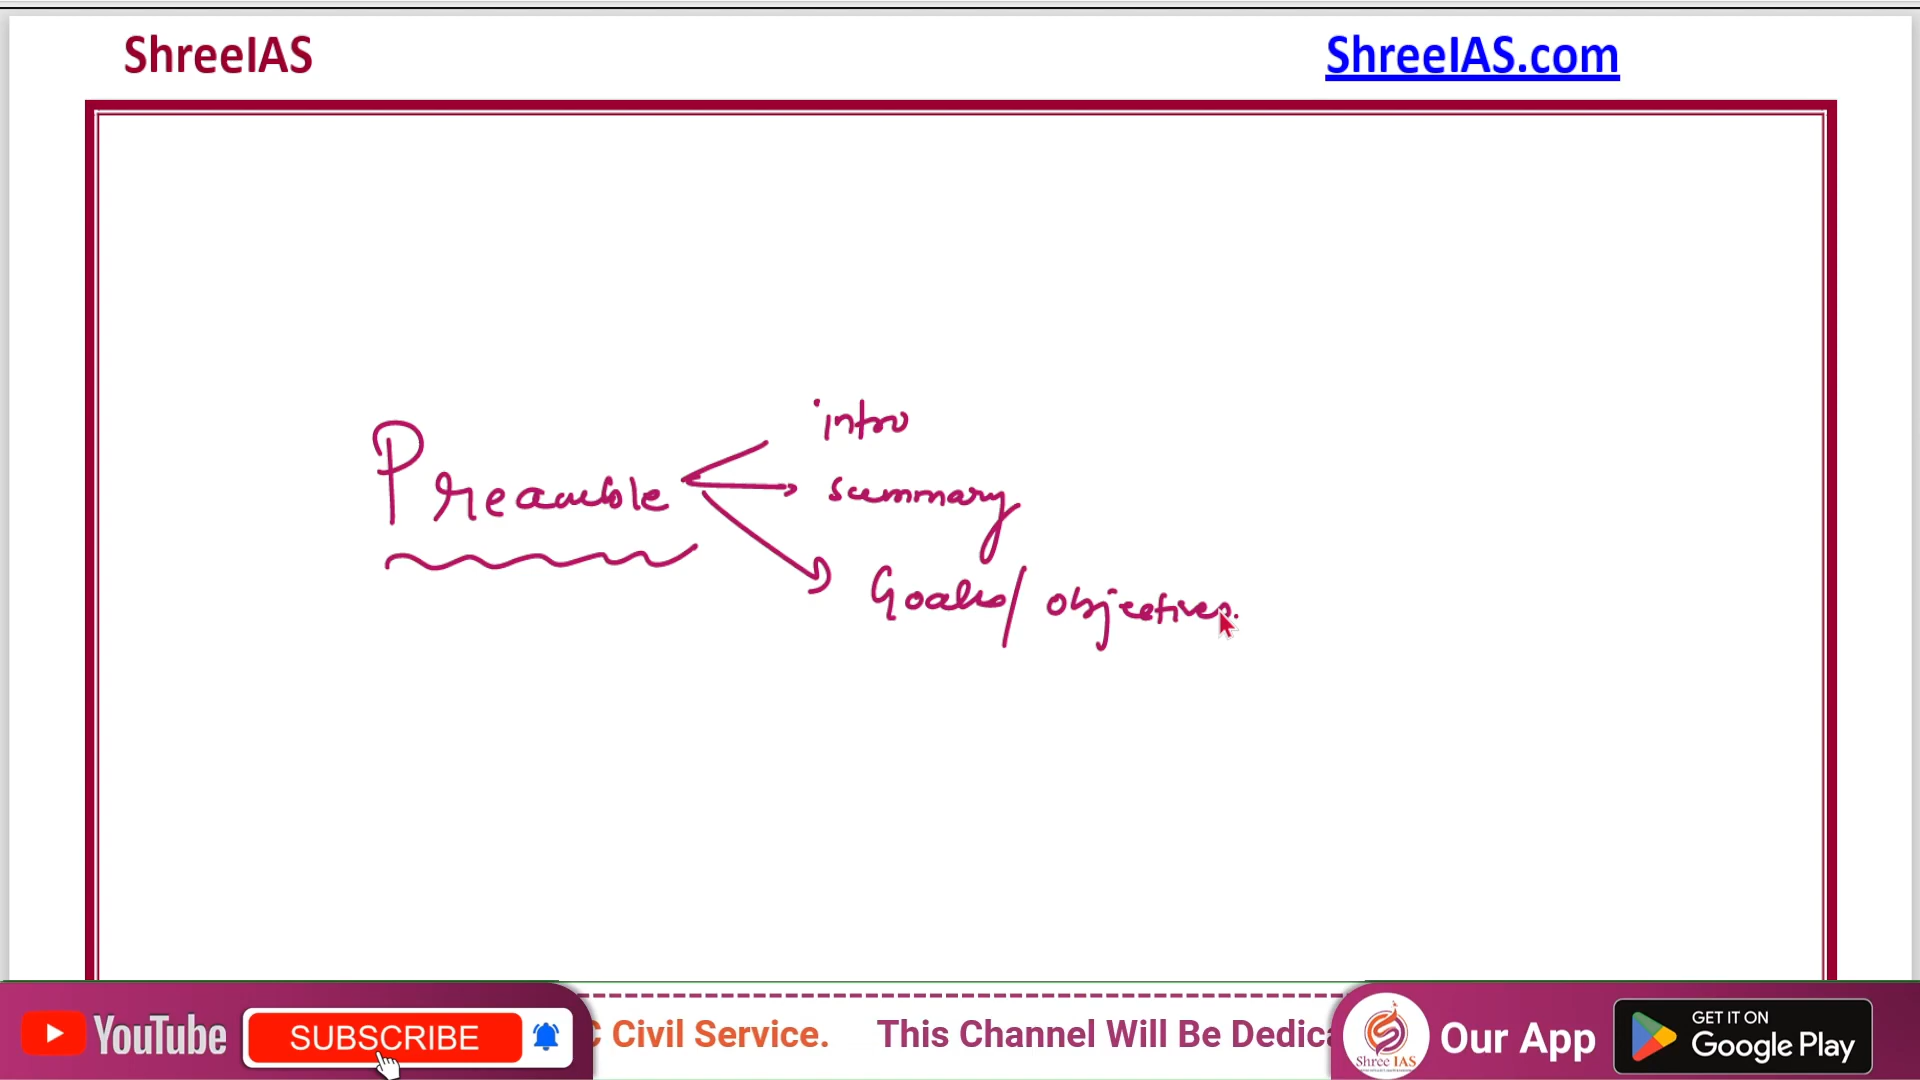 ShreeIAS
ShreeIAS.com
intro
Preamble
summary
Goals/ objectives.
YouTube
SUBSCRIBE
C Civil Service. This Channel Will Be Dedica
Shree IAS
Our App
GET IT ON
Google Play